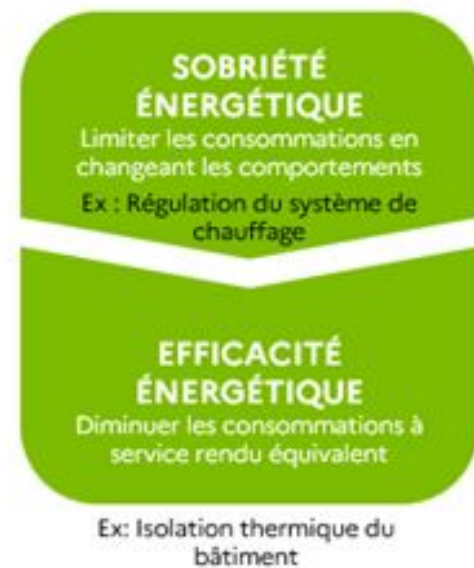 SOBRIÉTÉ
ÉNERGÉTIQUE
Limiter les consommations en
changeant les comportements
Ex : Régulation du système de
chauffage
EFFICACITÉ
ÉNERGÉTIQUE
Diminuer les consommations à
service rendu équivalent
Ex: Isolation thermique du
bâtiment